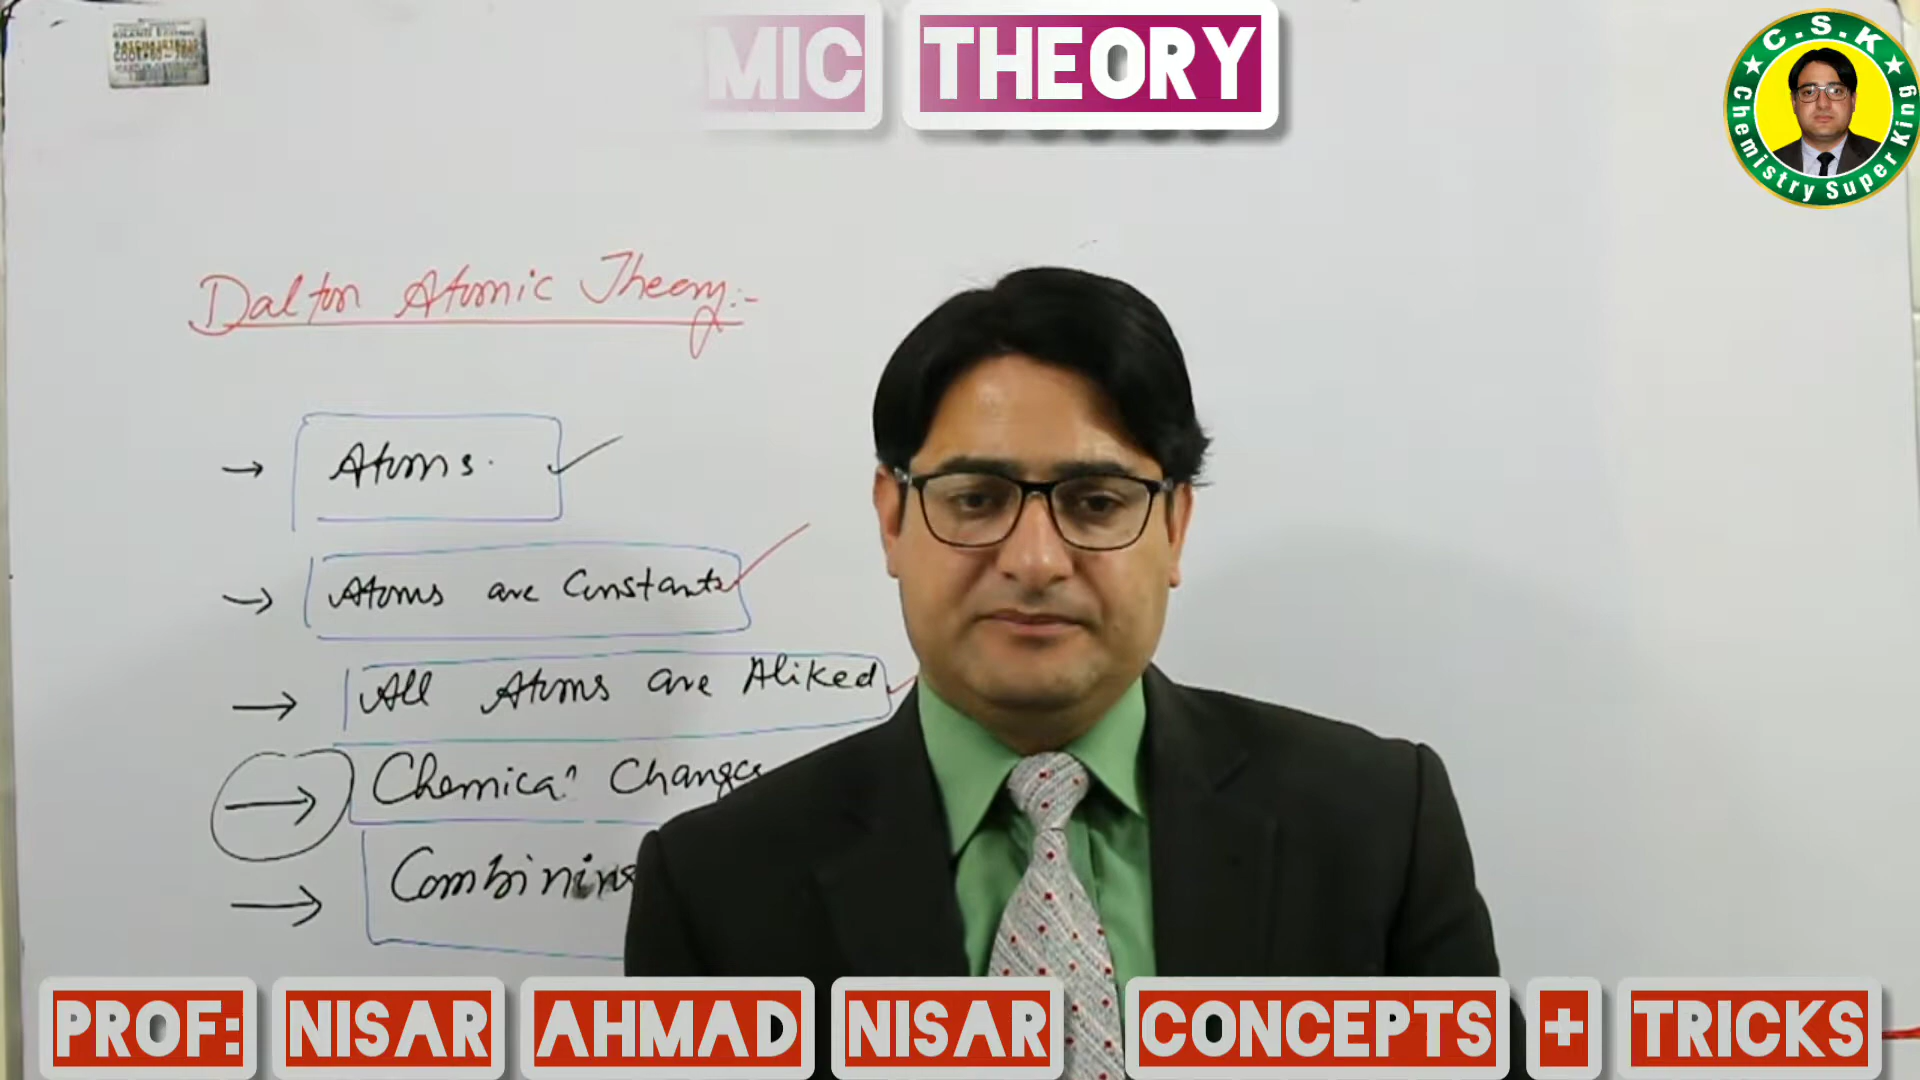 MIC THEORY
C.S.K
Chemistry Super King
Dalton Atomic Theory:-
→ Atoms.
→ Atoms are Constants
→ All Atoms are Aliked
→ Chemical Changes
→ Combining
PROF: NISAR AHMAD NISAR CONCEPTS + TRICKS